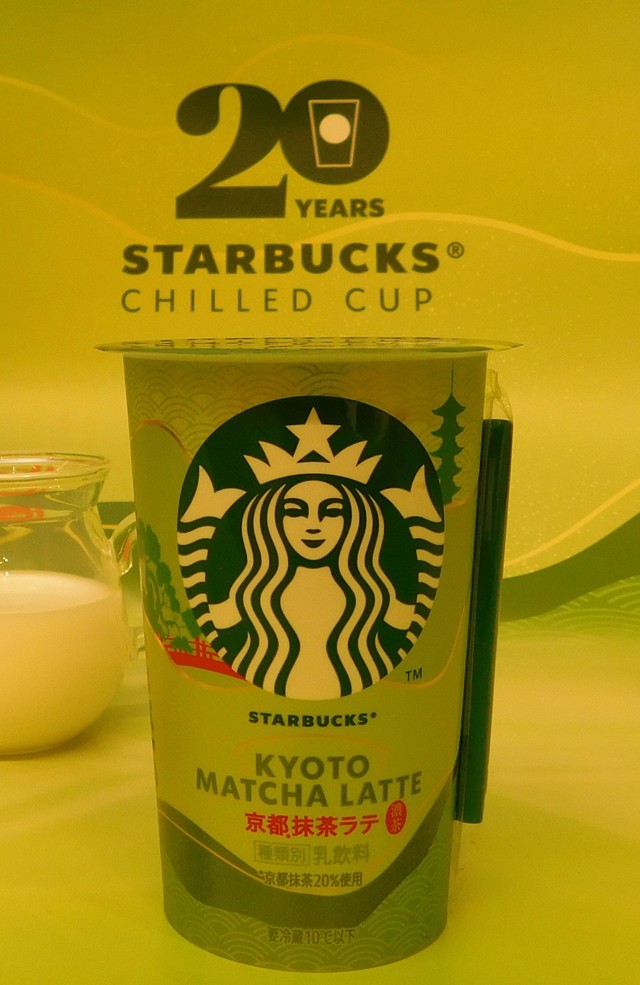 20
YEARS
STARBUCKS®
CHILLED CUP
TM
STARBUCKS®
KYOTO
MATCHA LATTE
京都抹茶ラテ
濃茶
種類別 乳飲料
京都抹茶20%使用
要冷蔵10℃以下